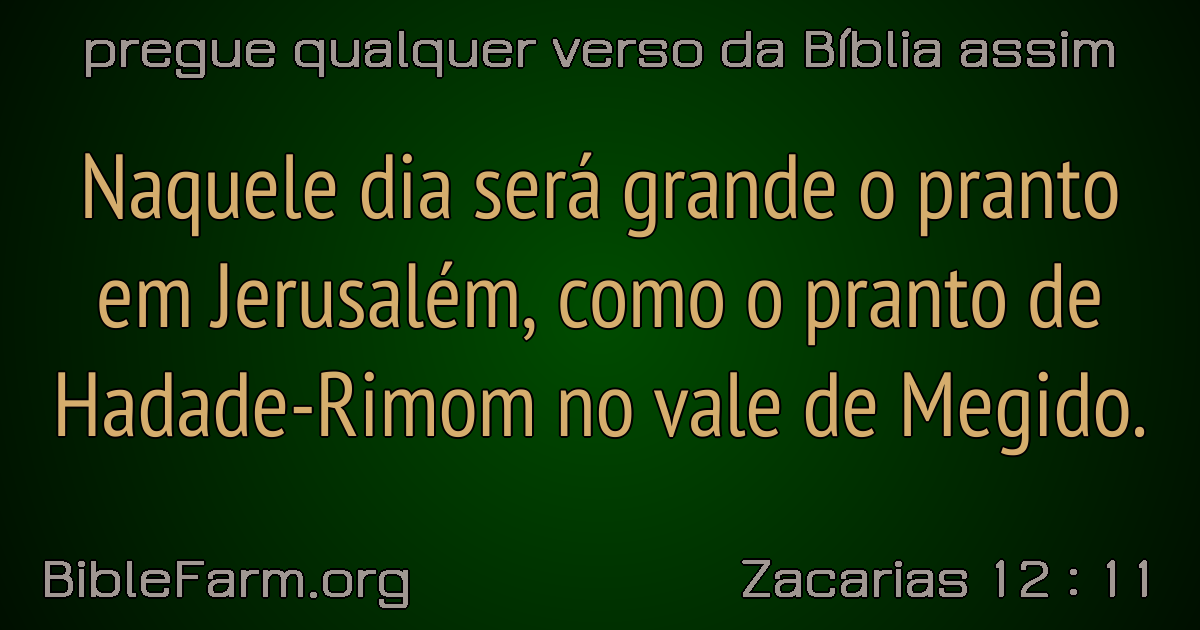 pregue qualquer verso da Bíblia assim
Naquele dia será grande o pranto
em Jerusalém, como o pranto de
Hadade-Rimom no vale de Megido.
BibleFarm.org
Zacarias 12 : 11